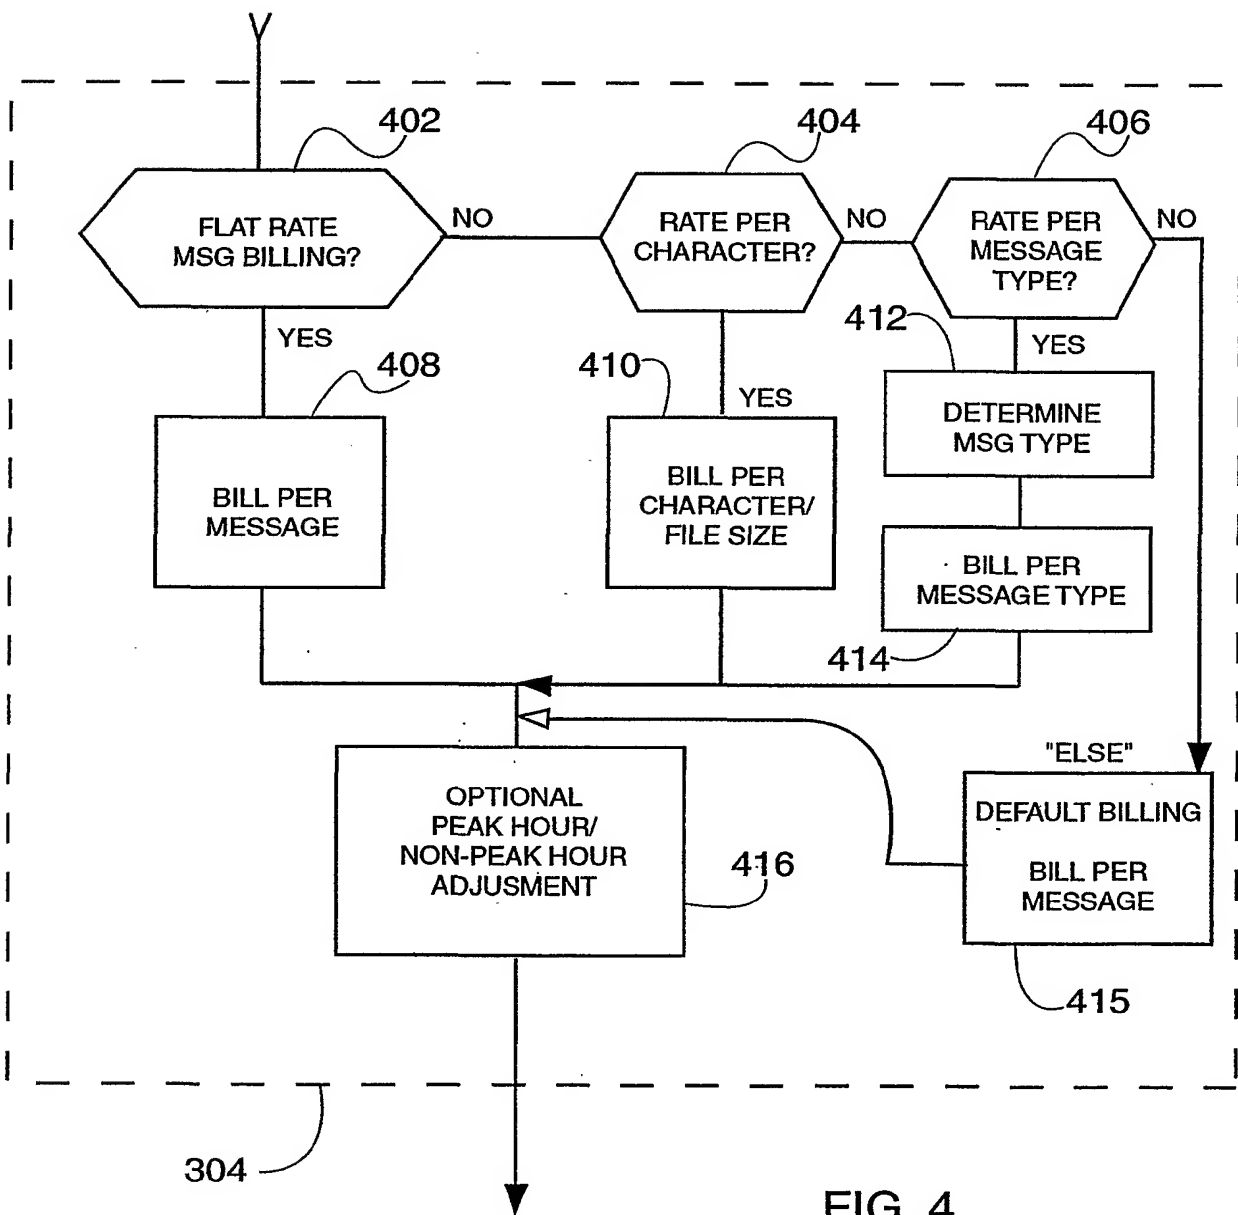 402
404
406
FLAT RATE
MSG BILLING?
NO
RATE PER
CHARACTER?
NO
RATE PER
MESSAGE
TYPE?
NO
YES
408
410
YES
412
YES
BILL PER
MESSAGE
BILL PER
CHARACTER/
FILE SIZE
DETERMINE
MSG TYPE
BILL PER
MESSAGE TYPE
414
"ELSE"
OPTIONAL
PEAK HOUR/
NON-PEAK HOUR
ADJUSMENT
416
DEFAULT BILLING
BILL PER
MESSAGE
415
304
FIG. 4